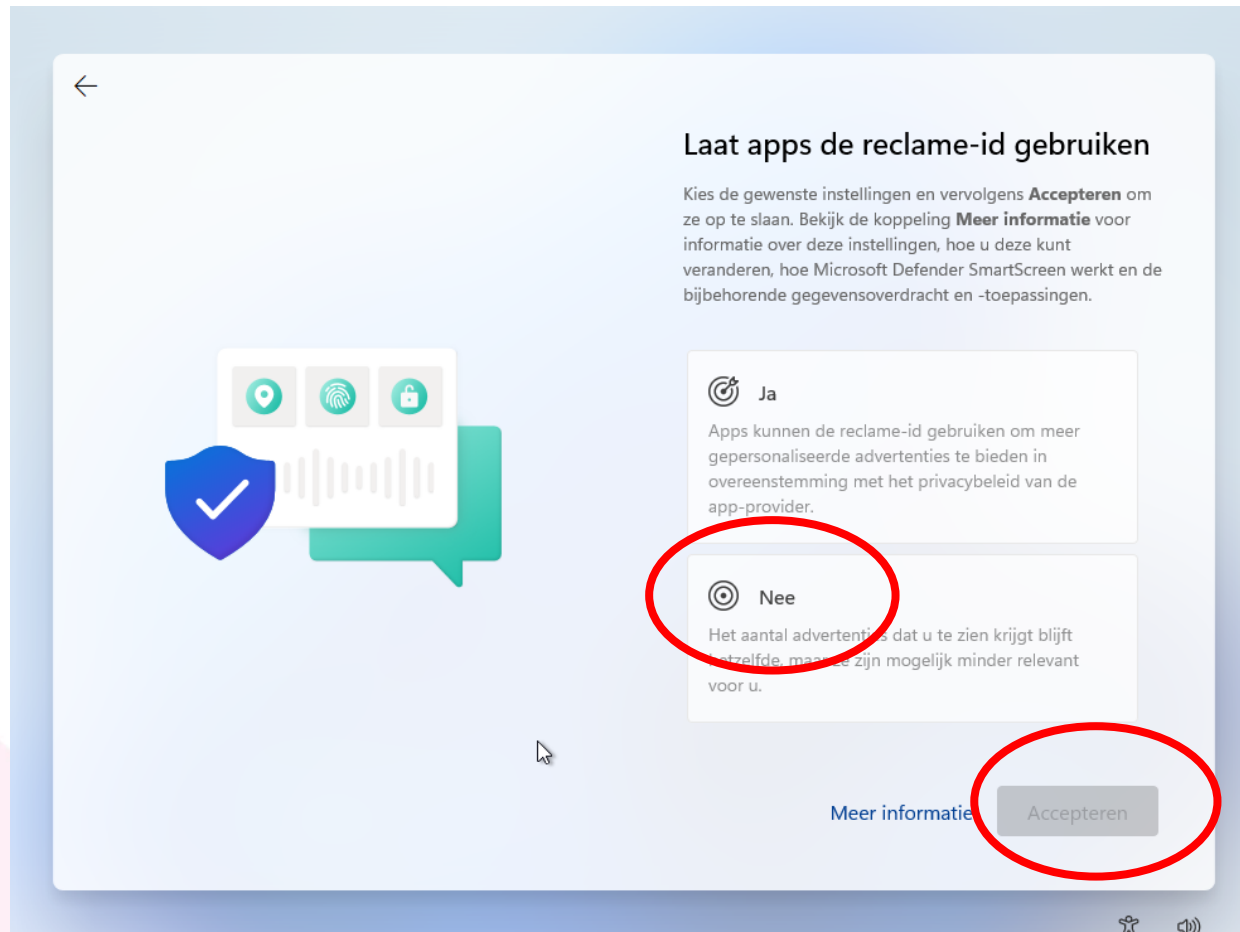 Laat apps de reclame-id gebruiken
Kies de gewenste instellingen en vervolgens Accepteren om
ze op te slaan. Bekijk de koppeling Meer informatie voor
informatie over deze instellingen, hoe u deze kunt
veranderen, hoe Microsoft Defender SmartScreen werkt en de
bijbehorende gegevensoverdracht en -toepassingen.
Ja
Apps kunnen de reclame-id gebruiken om meer
gepersonaliseerde advertenties te bieden in
overeenstemming met het privacybeleid van de
app-provider.
Nee
Het aantal advertenties dat u te zien krijgt blijft
hetzelfde, maar ze zijn mogelijk minder relevant
voor u.
Meer informatie
Accepteren